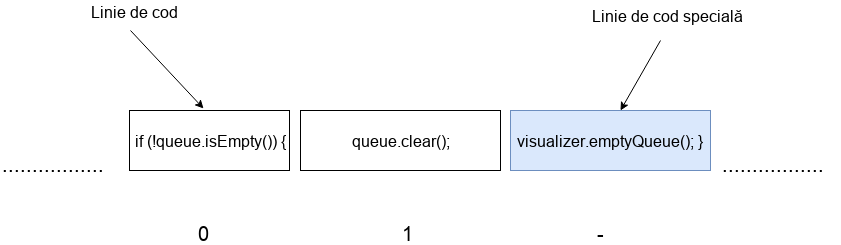 Linie de cod
Linie de cod specială
if (!queue.isEmpty()) {
queue.clear();
visualizer.emptyQueue(); }
0
1
-